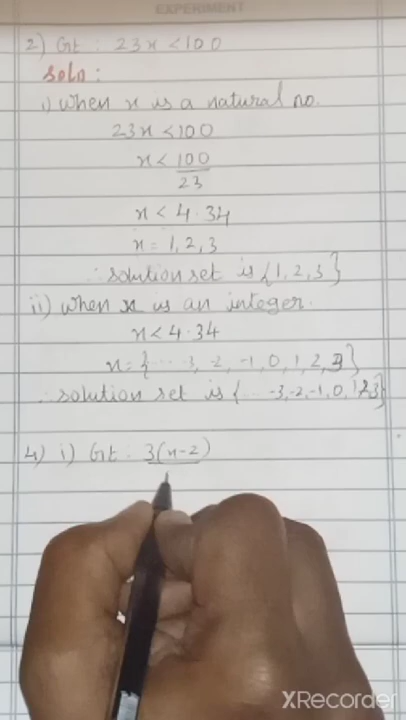 EXPERIMENT
2) Gt : 23x < 100
Soln :
i) when x is a natural no.
23x < 100
x < 100
23
x < 4.34
x = 1, 2, 3
∴ solution set is {1, 2, 3}
ii) when x is an integer.
x < 4.34
x = {... -3, -2, -1, 0, 1, 2, 3}
∴ solution set is {... -3, -2, -1, 0, 1, 2, 3}
4) i) Gt : 3(x-2)
XRecorder